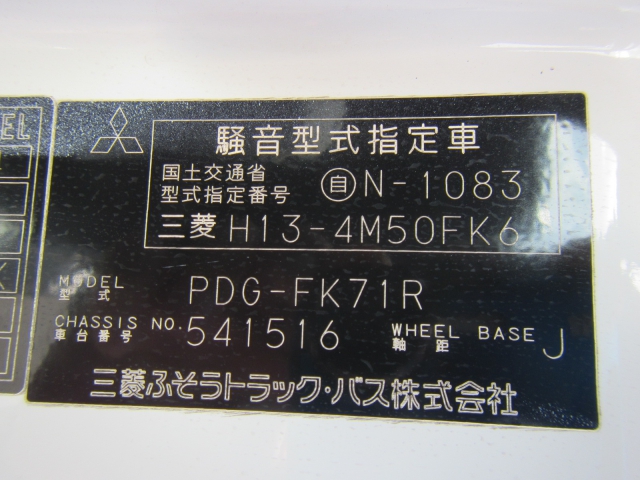 騒音型式指定車
国土交通省
型式指定番号 自N-1083
三菱 H13-4M50FK6
MODEL
型式 PDG-FK71R
CHASSIS NO.
車台番号 541516
WHEEL BASE
軸距 J
三菱ふそうトラック・バス株式会社
EL